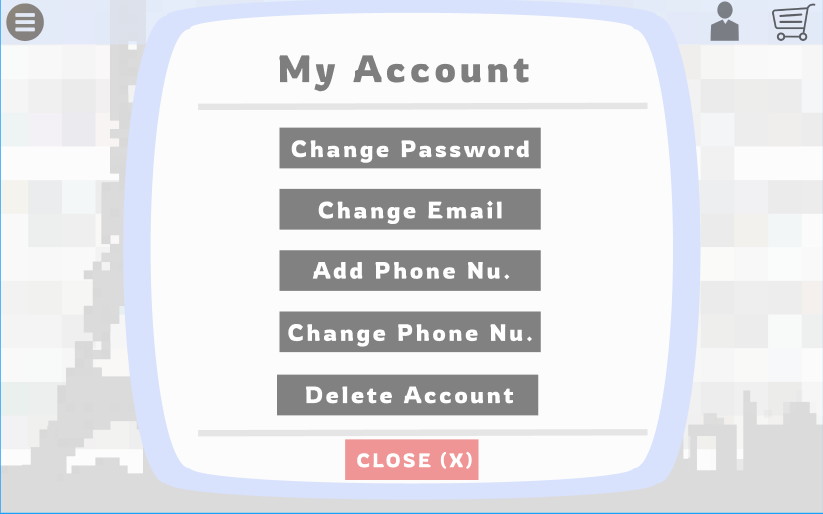 My Account
Change Password
Change Email
Add Phone Nu.
Change Phone Nu.
Delete Account
CLOSE (X)